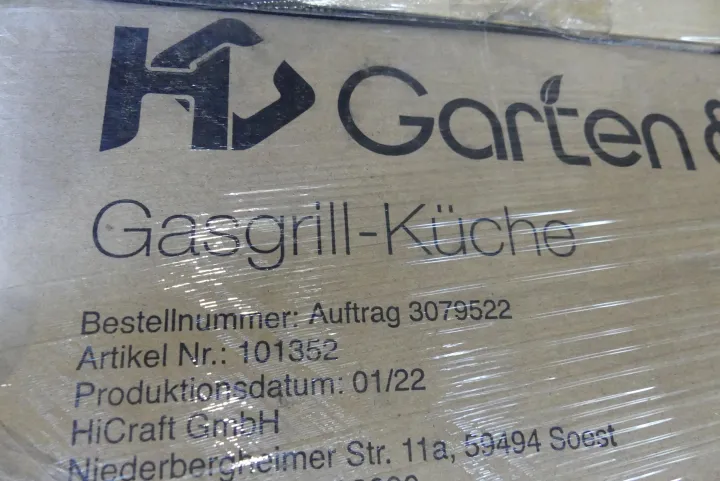 Garten &
Gasgrill-Küche
Bestellnummer: Auftrag 3079522
Artikel Nr.: 101352
Produktionsdatum: 01/22
HiCraft GmbH
Niederbergheimer Str. 11a, 59494 Soest